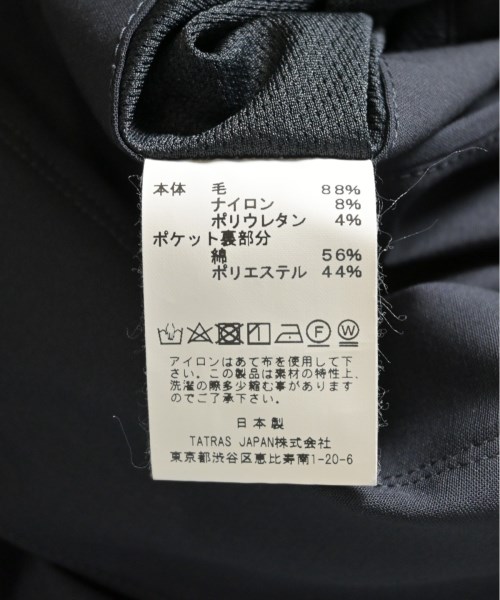 本体 毛 88%
ナイロン 8%
ポリウレタン 4%
ポケット裏部分
綿 56%
ポリエステル 44%
F W
アイロンはあて布を使用して下
さい。この製品は素材の特性上、
洗濯の際多少縮む事があります
のでご了承下さい。
日本製
TATRAS JAPAN株式会社
東京都渋谷区恵比寿南1-20-6